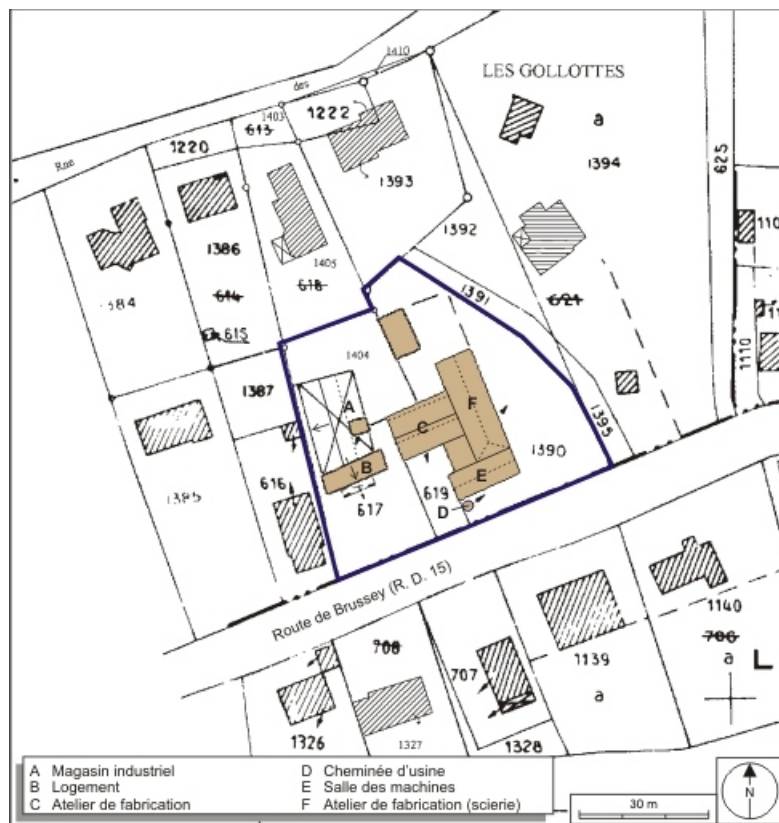 1410
des
LES GOLLOTTES
1403
613
1222
a
Rue
1220
1393
1394
625
1392
1386
1405
614
618
1391
621
615
1404
1387
A
F
1110
C
1395
B
1390
E
616
619
1385
617
D
Route de Brussey (R. D. 15)
1140
708
706
707
1139
a
L
a
1326
1327
1328
A Magasin industriel
B Logement
C Atelier de fabrication
D Cheminée d'usine
E Salle des machines
F Atelier de fabrication (scierie)
30 m
N